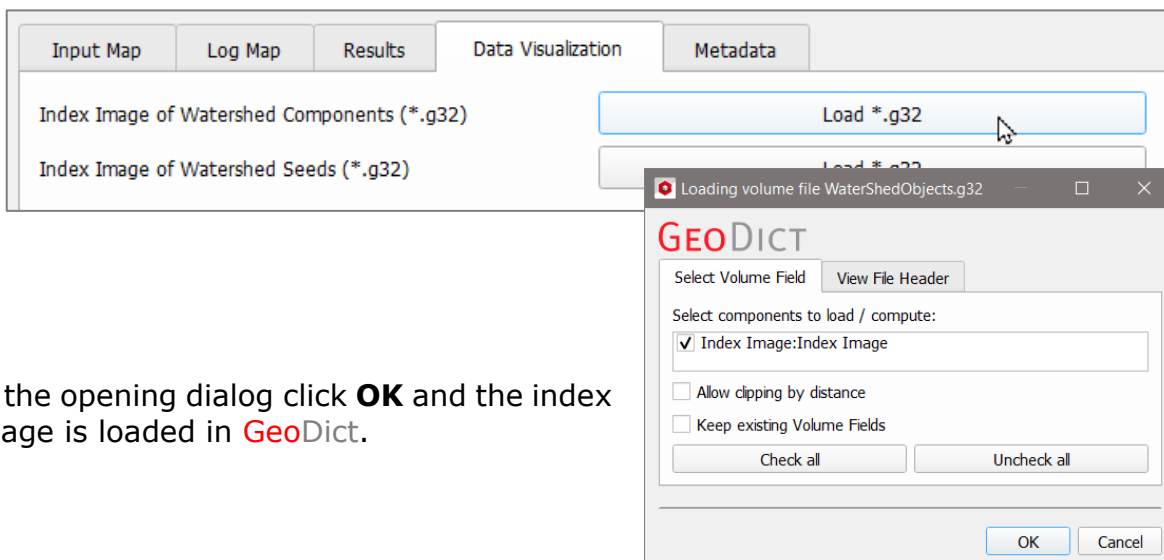 Input Map Log Map Results Data Visualization Metadata
Index Image of Watershed Components (*.g32) Load *.g32
Index Image of Watershed Seeds (*.g32)
Loading volume file WaterShedObjects.g32
GEODICT
Select Volume Field View File Header
Select components to load / compute:
Index Image:Index Image
Allow clipping by distance
Keep existing Volume Fields
Check all Uncheck all
OK Cancel
the opening dialog click OK and the index
age is loaded in GeoDict.